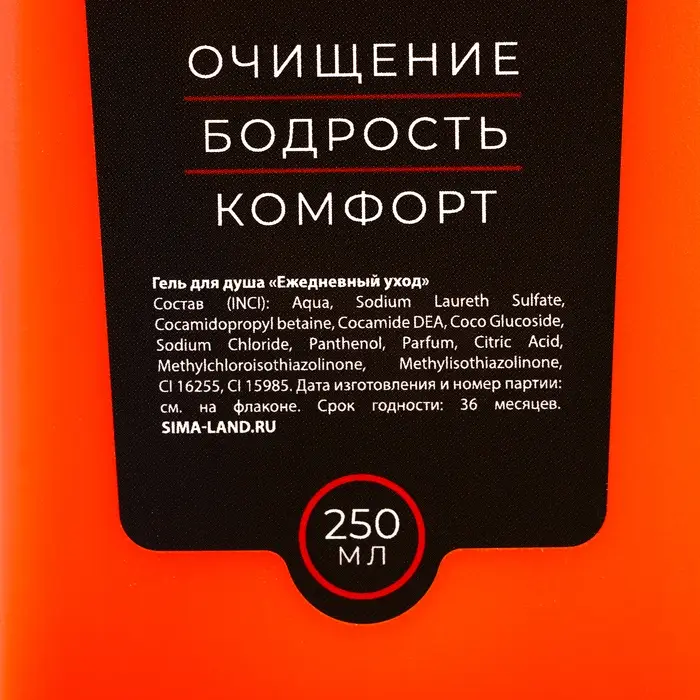 ОЧИЩЕНИЕ
БОДРОСТЬ
КОМФОРТ
Гель для душа «Ежедневный уход»
Состав (INCI): Aqua, Sodium Laureth Sulfate,
Cocamidopropyl betaine, Cocamide DEA, Coco Glucoside,
Sodium Chloride, Panthenol, Parfum, Citric Acid,
Methylchloroisothiazolinone, Methylisothiazolinone,
CI 16255, CI 15985. Дата изготовления и номер партии:
см. на флаконе. Срок годности: 36 месяцев.
SIMA-LAND.RU
250
МЛ